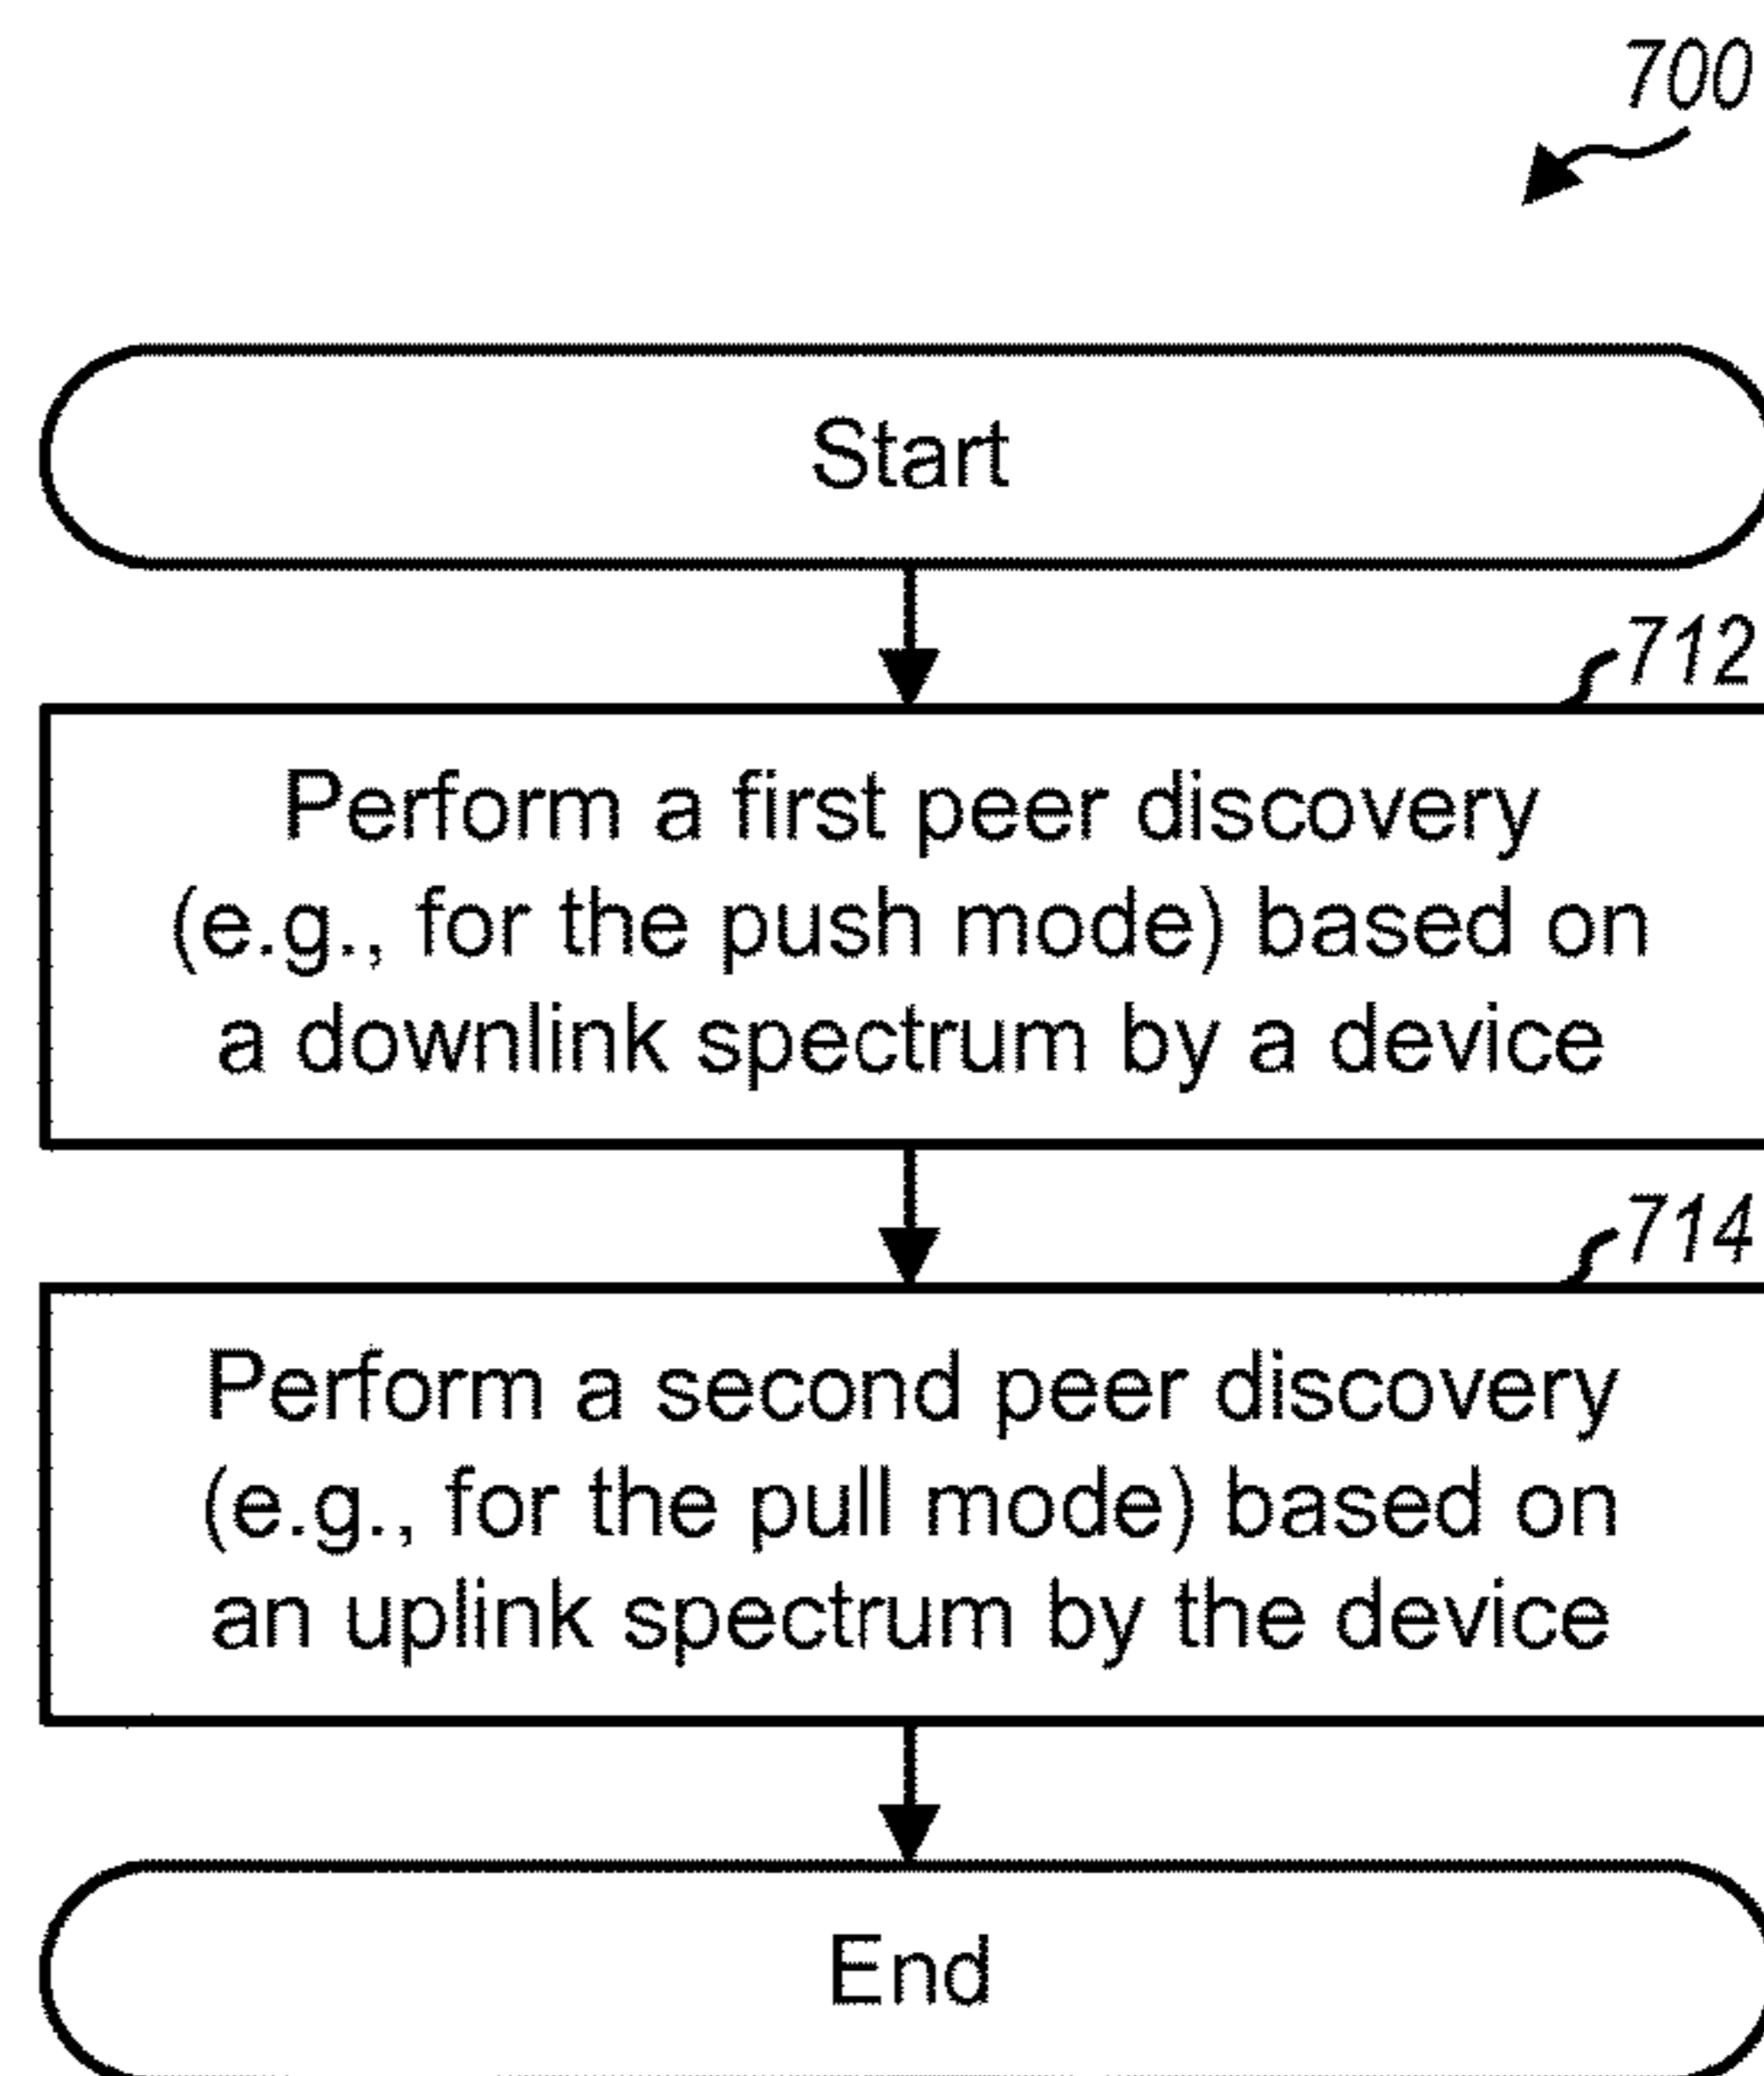 700
Start
712
Perform a first peer discovery
(e.g., for the push mode) based on
a downlink spectrum by a device
714
Perform a second peer discovery
(e.g., for the pull mode) based on
an uplink spectrum by the device
End